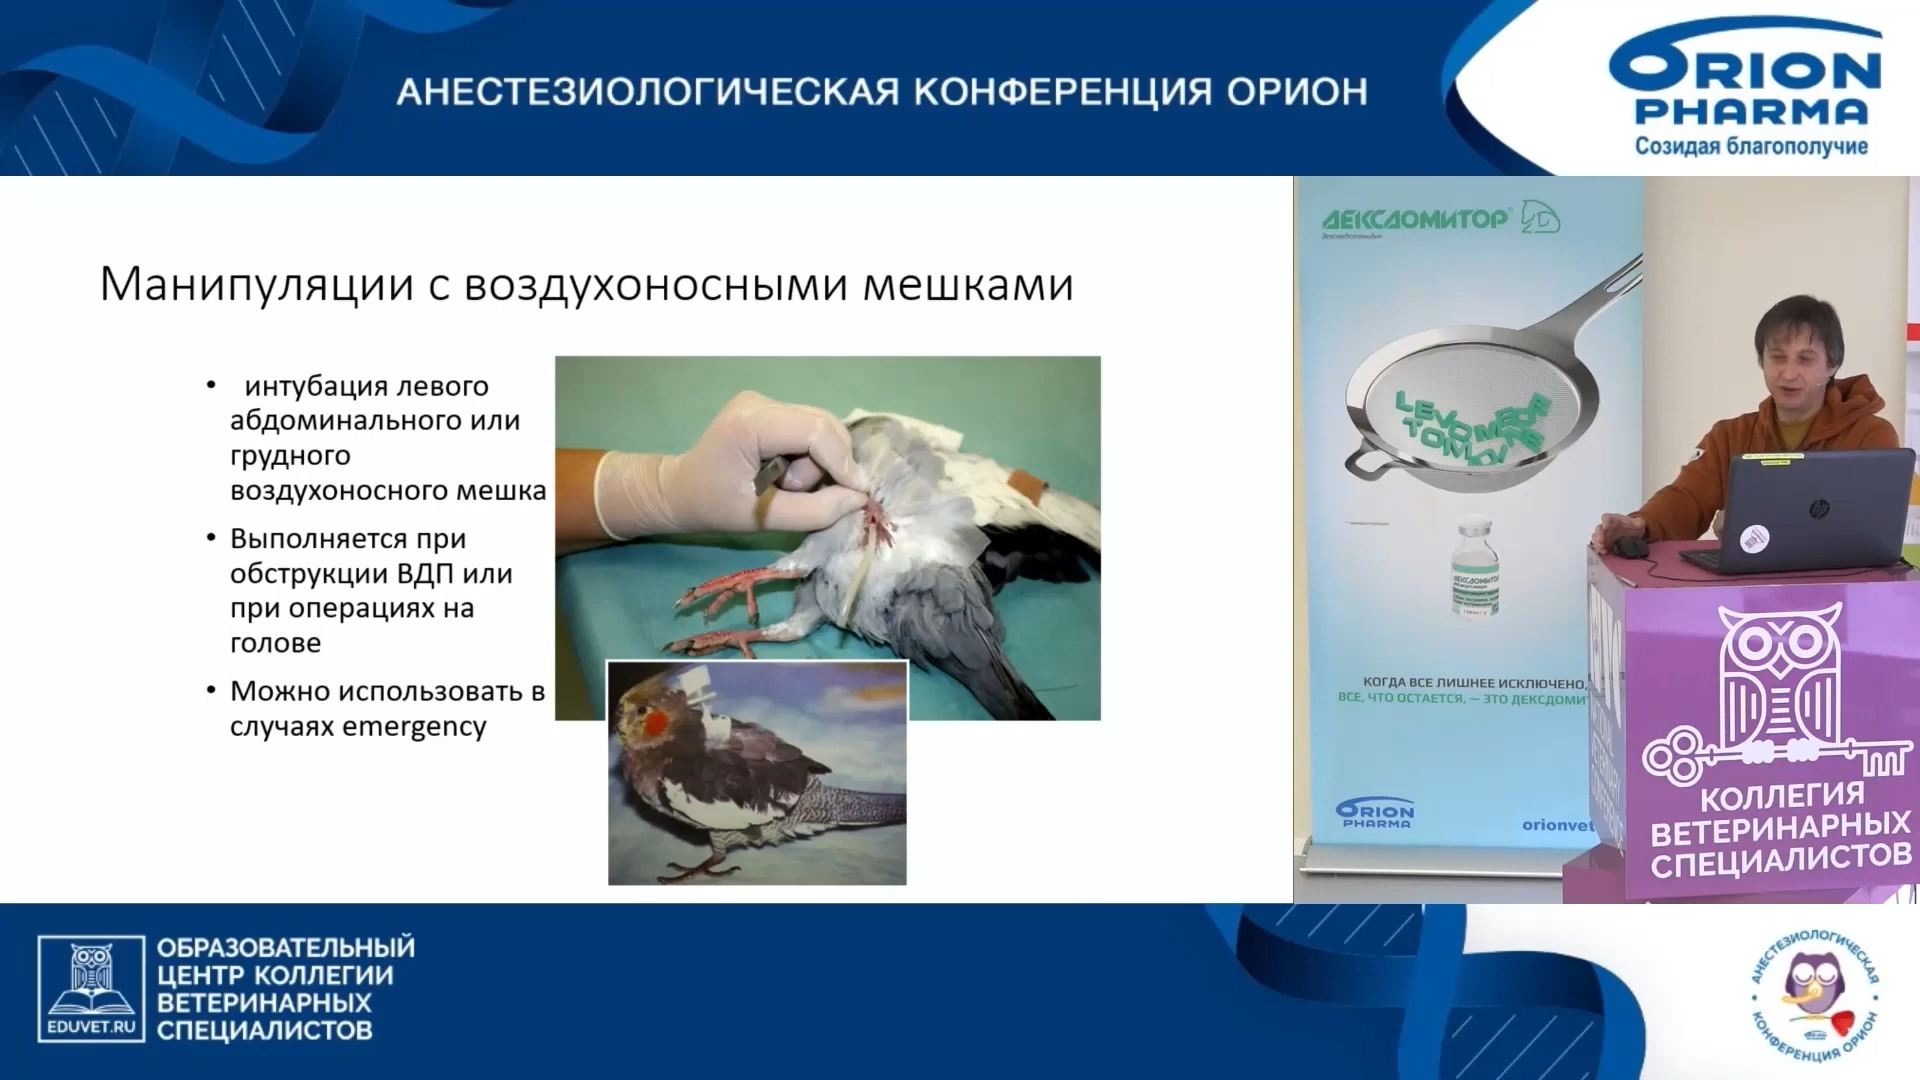 АНЕСТЕЗИОЛОГИЧЕСКАЯ КОНФЕРЕНЦИЯ ОРИОН
ORION
PHARMA
Созидая благополучие
Манипуляции с воздухоносными мешками
• интубация левого
абдоминального или
грудного
воздухоносного мешка
• Выполняется при
обструкции ВДП или
при операциях на
голове
• Можно использовать в
случаях emergency
ДЕКСДОМИТОР
дексмедетомидин
ДЕКСДОМИТОР
КОГДА ВСЕ ЛИШНЕЕ ИСКЛЮЧЕНО,
ВСЕ, ЧТО ОСТАЕТСЯ, — ЭТО ДЕКСДОМИ
ORION
PHARMA
orionvet
hp
КОЛЛЕГИЯ
ВЕТЕРИНАРНЫХ
СПЕЦИАЛИСТОВ
EDUVET.RU
ОБРАЗОВАТЕЛЬНЫЙ
ЦЕНТР КОЛЛЕГИИ
ВЕТЕРИНАРНЫХ
СПЕЦИАЛИСТОВ
АНЕСТЕЗИОЛОГИЧЕСКАЯ
КОНФЕРЕНЦИЯ ОРИОН